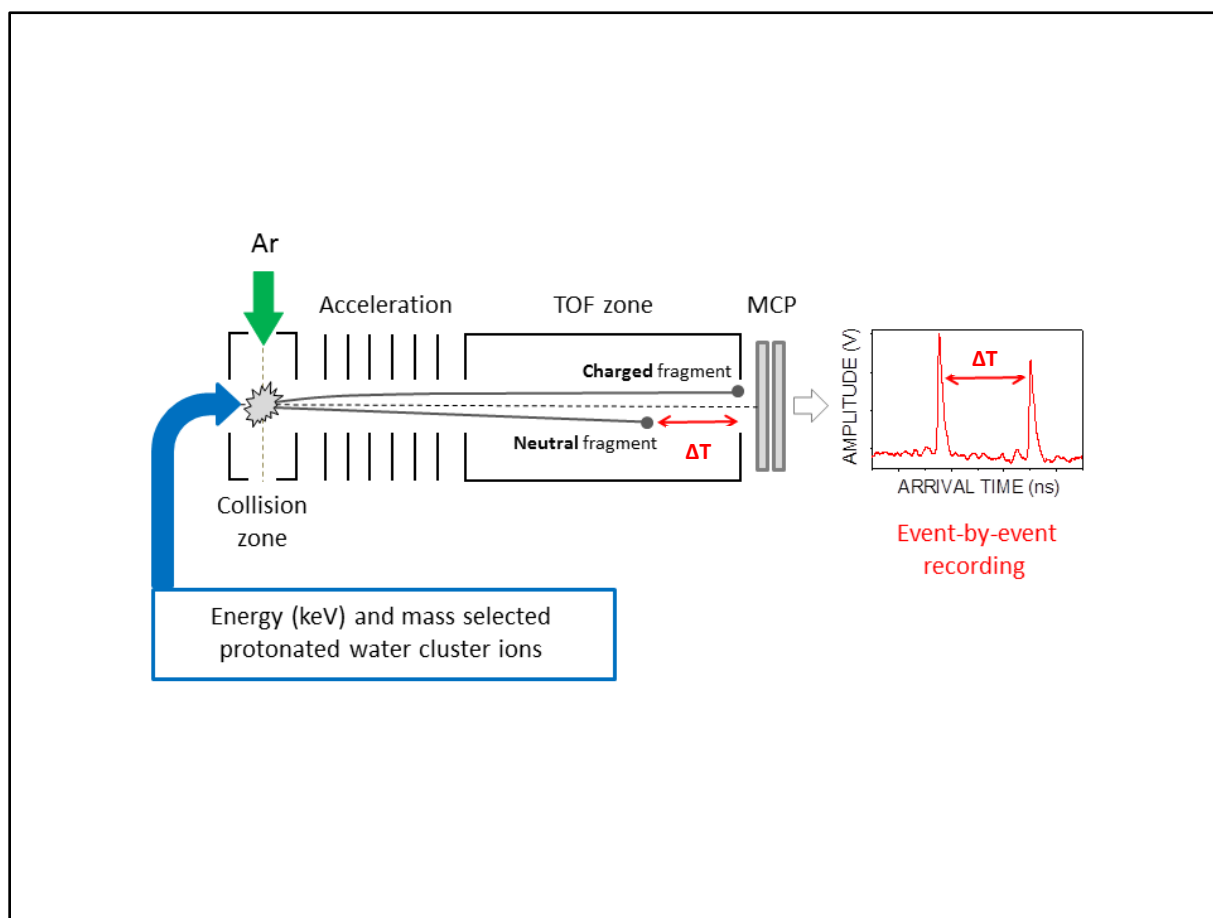 Ar
Acceleration
TOF zone
MCP
Charged fragment
Neutral fragment
ΔT
Collision
zone
AMPLITUDE (V)
ΔT
ARRIVAL TIME (ns)
Event-by-event
recording
Energy (keV) and mass selected
protonated water cluster ions